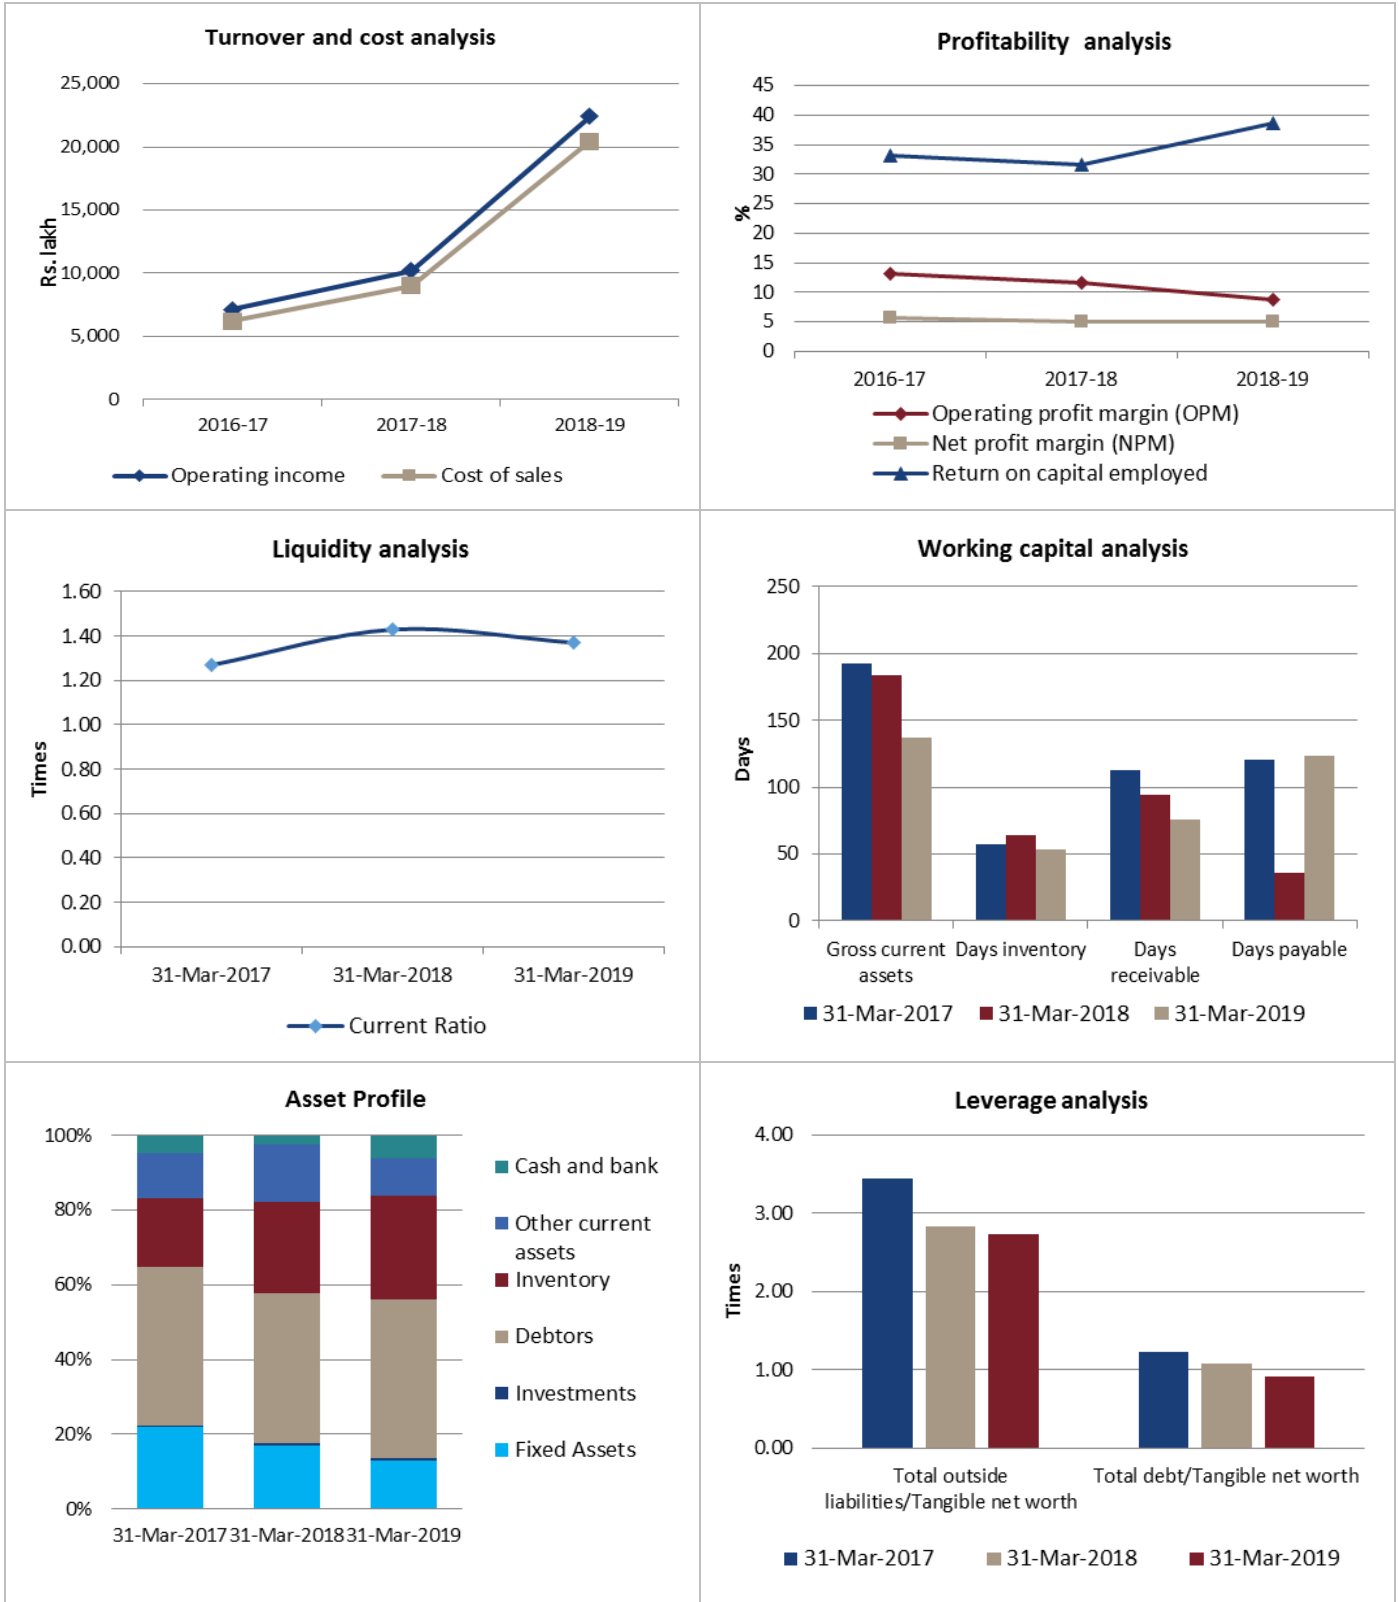 Turnover and cost analysis
25,000
20,000
15,000
10,000
5,000
0
Rs. lakh
2016-17 2017-18 2018-19
Operating income Cost of sales
Profitability analysis
45
40
35
30
25
20
15
10
5
0
%
2016-17 2017-18 2018-19
Operating profit margin (OPM)
Net profit margin (NPM)
Return on capital employed
Liquidity analysis
1.60
1.40
1.20
1.00
0.80
0.60
0.40
0.20
0.00
Times
31-Mar-2017 31-Mar-2018 31-Mar-2019
Current Ratio
Working capital analysis
250
200
150
100
50
0
Days
Gross current assets
Days inventory
Days receivable
Days payable
31-Mar-2017 31-Mar-2018 31-Mar-2019
Asset Profile
100%
80%
60%
40%
20%
0%
31-Mar-2017 31-Mar-2018 31-Mar-2019
Cash and bank
Other current
assets
Inventory
Debtors
Investments
Fixed Assets
Leverage analysis
4.00
3.00
2.00
1.00
0.00
Times
Total outside
liabilities/Tangible net worth
Total debt/Tangible net worth
31-Mar-2017 31-Mar-2018 31-Mar-2019